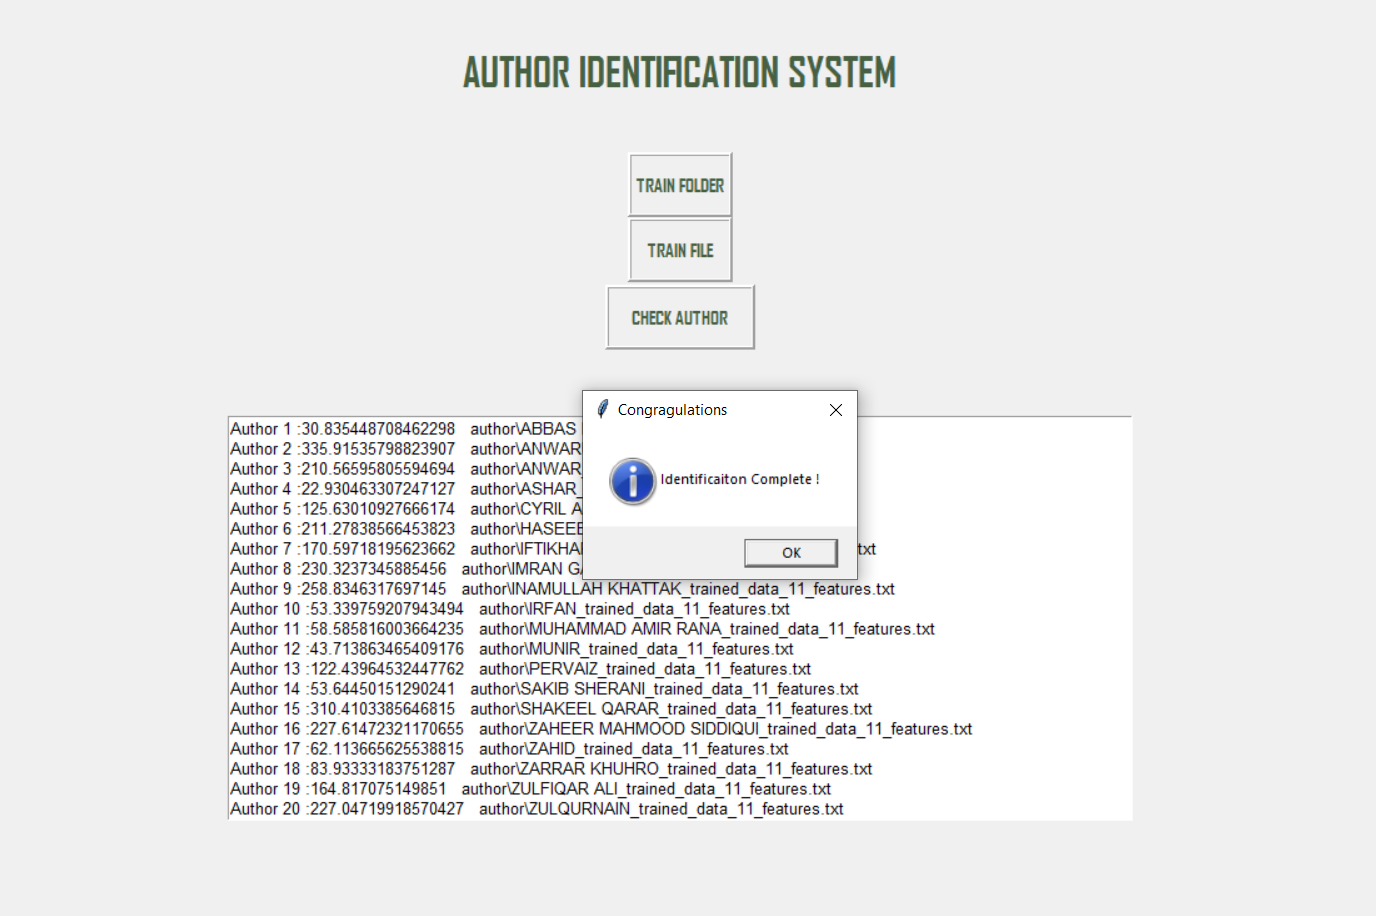 AUTHOR IDENTIFICATION SYSTEM
TRAIN FOLDER
TRAIN FILE
CHECK AUTHOR
Congragulations
Identificaiton Complete !
OK
Author 1 :30.835448708462298 author\ABBAS
Author 2 :335.91535798823907 author\ANWAR
Author 3 :210.56595805594694 author\ANWAR
Author 4 :22.930463307247127 author\ASHAR_
Author 5 :125.63010927666174 author\CYRIL A
Author 6 :211.27838566453823 author\HASEEB
Author 7 :170.59718195623662 author\IFTIKHA txt
Author 8 :230.3237345885456 author\IMRAN GA
Author 9 :258.834631769​7145 author\INAMULLAH KHATTAK_trained_data_11_features.txt
Author 10 :53.339759207943494 author\IRFAN_trained_data_11_features.txt
Author 11 :58.585816003664235 author\MUHAMMAD AMIR RANA_trained_data_11_features.txt
Author 12 :43.713863465409176 author\MUNIR_trained_data_11_features.txt
Author 13 :122.43964532447762 author\PERVAIZ_trained_data_11_features.txt
Author 14 :53.64450151290241 author\SAKIB SHERANI_trained_data_11_features.txt
Author 15 :310.4103385646815 author\SHAKEEL QARAR_trained_data_11_features.txt
Author 16 :227.61472321170655 author\ZAHEER MAHMOOD SIDDIQUI_trained_data_11_features.txt
Author 17 :62.113665625538815 author\ZAHID_trained_data_11_features.txt
Author 18 :83.93333183751287 author\ZARRAR KHUHRO_trained_data_11_features.txt
Author 19 :164.817075149851 author\ZULFIQAR ALI_trained_data_11_features.txt
Author 20 :227.04719918570427 author\ZULQURNAIN_trained_data_11_features.txt